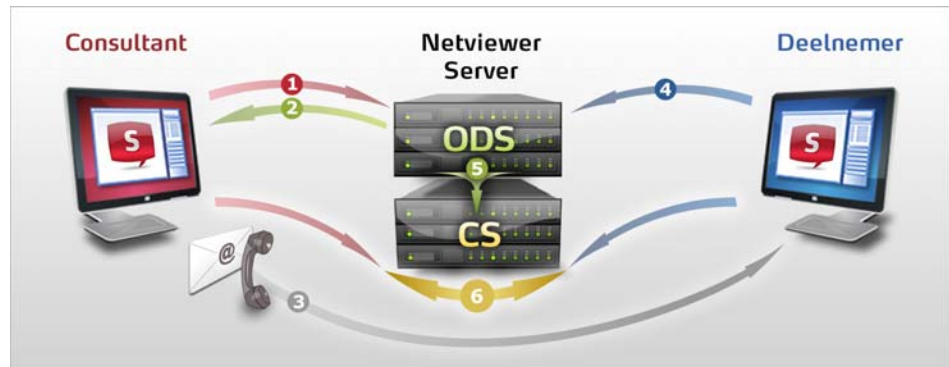 Consultant
Netviewer
Server
Deelnemer
1
2
4
S
ODS
S
5
CS
@
6
3